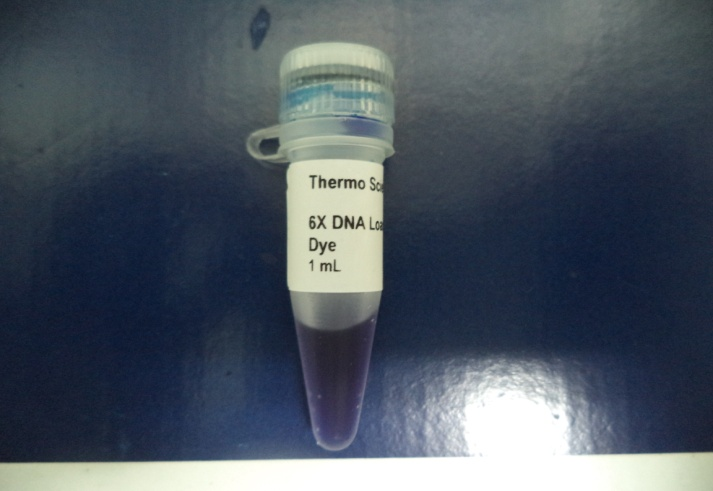 Thermo Sc
6X DNA Loa
Dye
1 mL